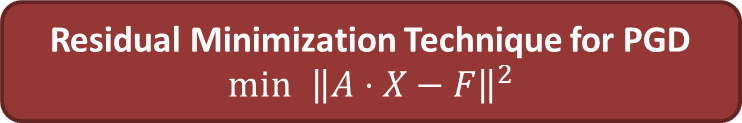 Residual Minimization Technique for PGD
min ‖A · X − F‖²